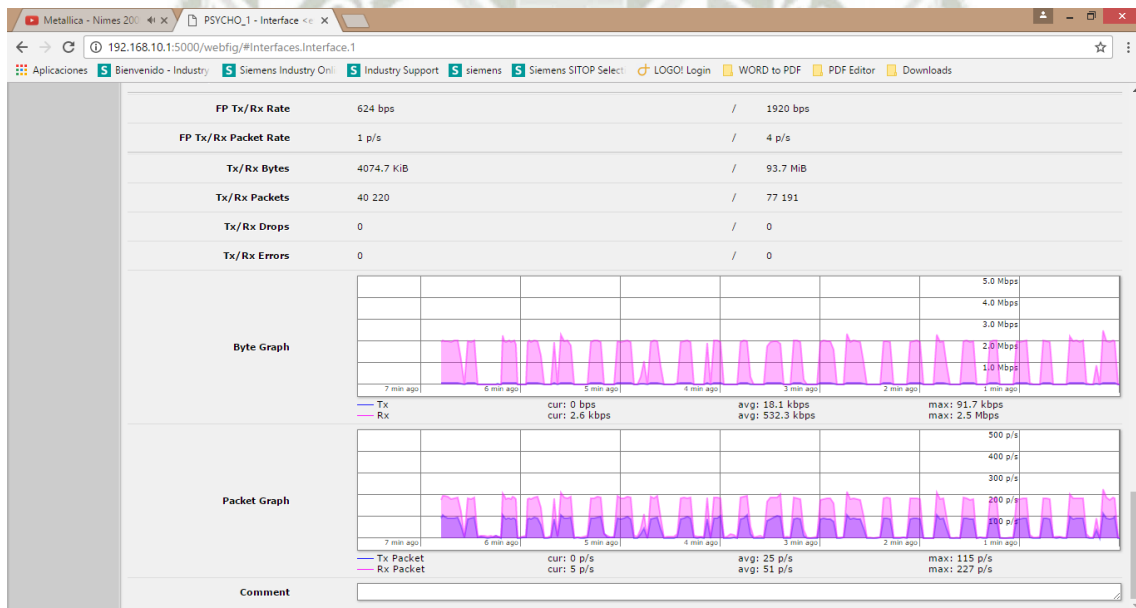 Metallica - Nimes 200
PSYCHO_1 - Interface <e
192.168.10.1:5000/webfig/#Interfaces.Interface.1
Aplicaciones Bienvenido - Industry Siemens Industry Onli Industry Support siemens Siemens SITOP Select LOGO! Login WORD to PDF PDF Editor Downloads
FP Tx/Rx Rate 624 bps / 1920 bps
FP Tx/Rx Packet Rate 1 p/s / 4 p/s
Tx/Rx Bytes 4074.7 KiB / 93.7 MiB
Tx/Rx Packets 40 220 / 77 191
Tx/Rx Drops 0 / 0
Tx/Rx Errors 0 / 0
Byte Graph
5.0 Mbps
4.0 Mbps
3.0 Mbps
2.0 Mbps
1.0 Mbps
7 min ago 6 min ago 5 min ago 4 min ago 3 min ago 2 min ago 1 min ago
Tx cur: 0 bps avg: 18.1 kbps max: 91.7 kbps
Rx cur: 2.6 kbps avg: 532.3 kbps max: 2.5 Mbps
Packet Graph
500 p/s
400 p/s
300 p/s
200 p/s
100 p/s
7 min ago 6 min ago 5 min ago 4 min ago 3 min ago 2 min ago 1 min ago
Tx Packet cur: 0 p/s avg: 25 p/s max: 115 p/s
Rx Packet cur: 5 p/s avg: 51 p/s max: 227 p/s
Comment